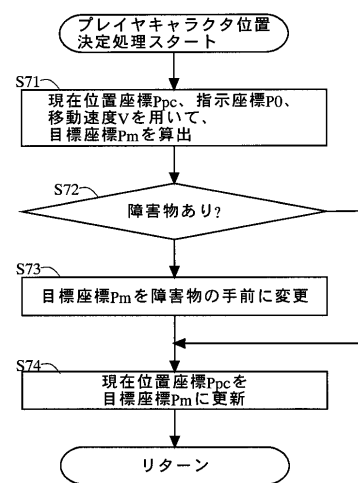 プレイヤキャラクタ位置
決定処理スタート
S71
現在位置座標Ppc、指示座標P0、
移動速度Vを用いて、
目標座標Pmを算出
S72
障害物あり?
S73
目標座標Pmを障害物の手前に変更
S74
現在位置座標Ppcを
目標座標Pmに更新
リターン